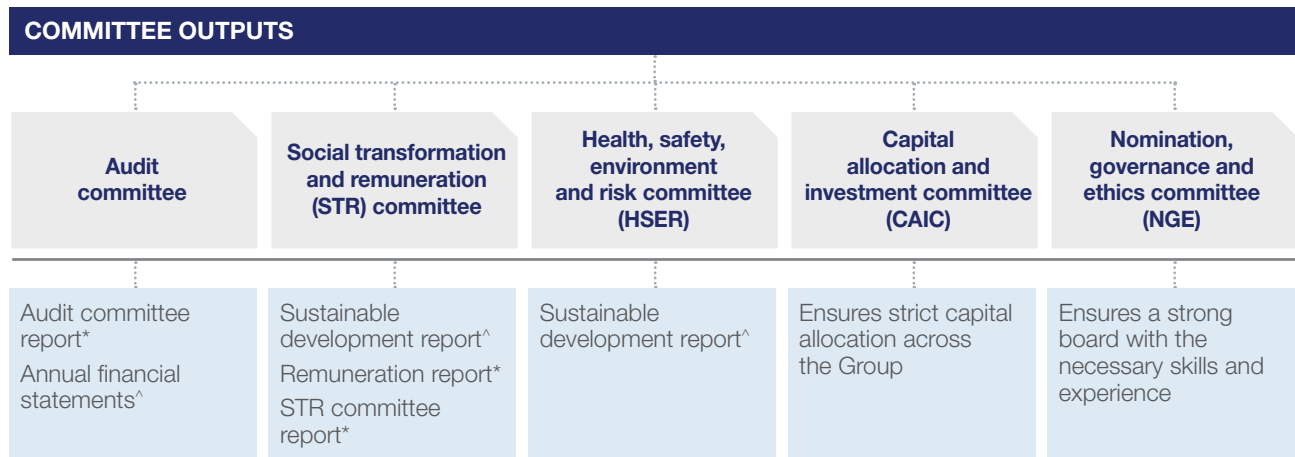 COMMITTEE OUTPUTS
Audit
committee
Social transformation
and remuneration
(STR) committee
Health, safety,
environment
and risk committee
(HSER)
Capital
allocation and
investment committee
(CAIC)
Nomination,
governance and
ethics committee
(NGE)
Audit committee
report*
Annual financial
statements^
Sustainable
development report^
Remuneration report*
STR committee
report*
Sustainable
development report^
Ensures strict capital
allocation across
the Group
Ensures a strong
board with the
necessary skills and
experience